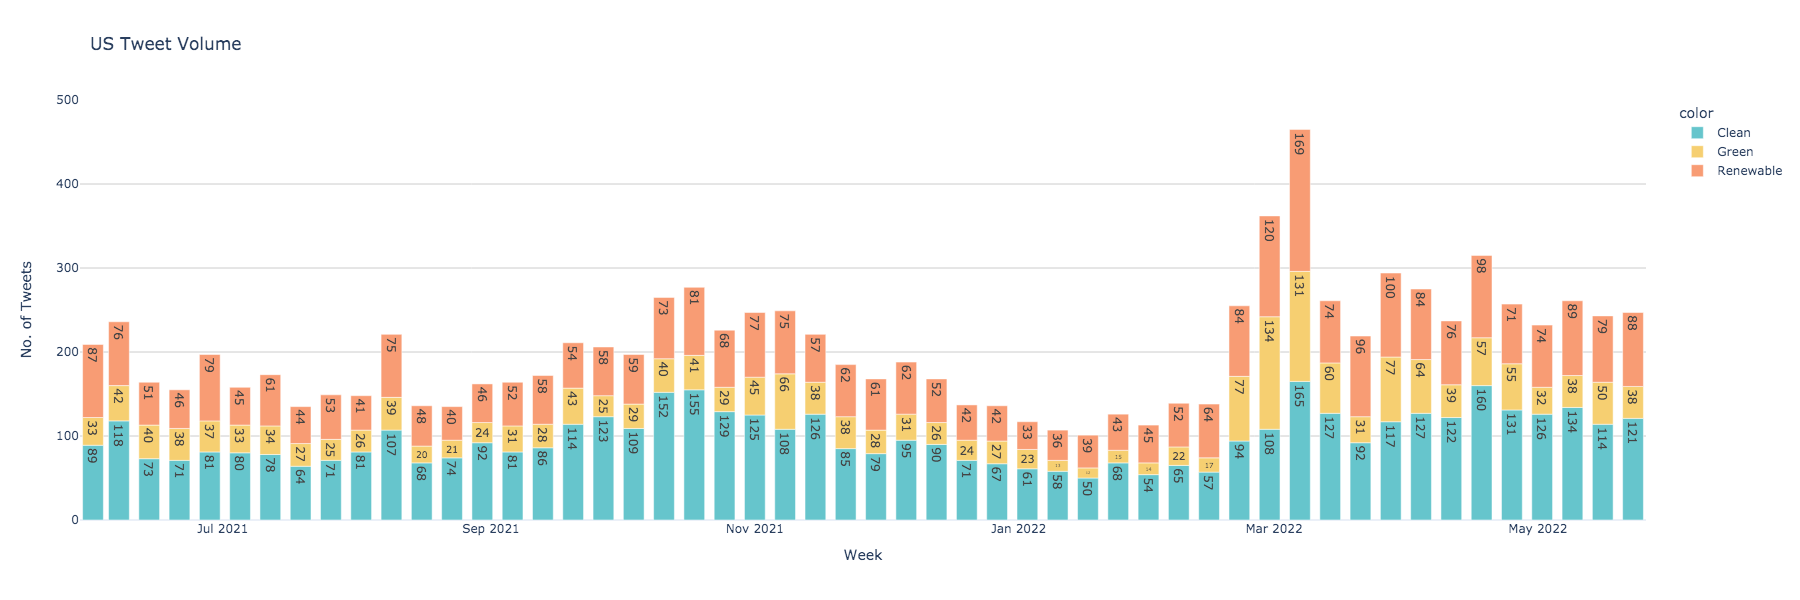 US Tweet Volume
No. of Tweets
500
400
300
200
100
0
87 33 89
76 42 118
51 40 73
46 38 71
79 37 81
45 33 80
61 34 78
44 27 64
53 25 71
41 26 81
75 39 107
48 20 68
40 21 74
46 24 92
52 31 81
58 28 86
54 43 114
58 25 123
59 29 109
73 40 152
81 41 155
68 29 129
77 45 125
75 66 108
57 38 126
62 38 85
61 28 79
62 31 95
52 26 90
42 24 71
42 27 67
33 23 61
36 58
39 50
43 15 68
45 14 54
52 22 65
64 17 57
84 77 94
120 134 108
169 131 165
74 60 127
96 31 92
100 77 117
84 64 127
76 39 122
98 57 160
71 55 131
74 32 126
89 38 134
79 50 114
88 38 121
Jul 2021 Sep 2021 Nov 2021 Jan 2022 Mar 2022 May 2022
Week
color
Clean
Green
Renewable